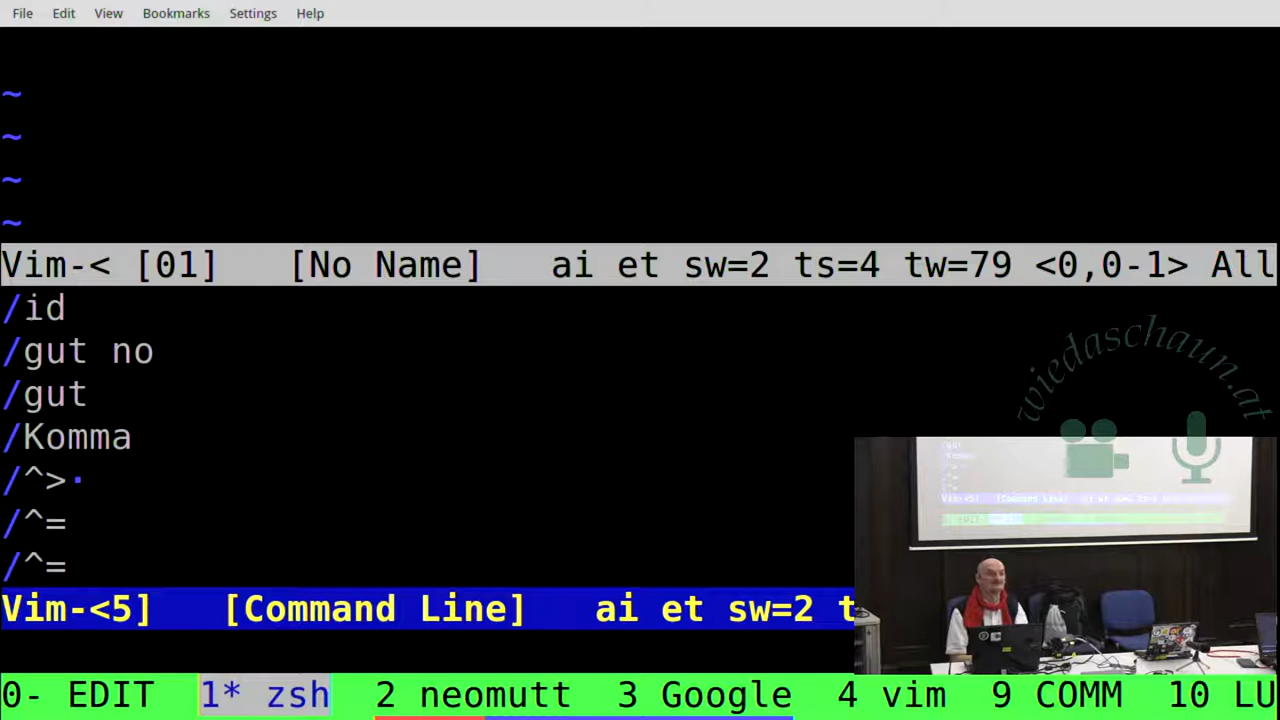 File Edit View Bookmarks Settings Help
~
~
~
~
Vim-< [01] [No Name] ai et sw=2 ts=4 tw=79 <0,0-1> All
/id
/gut no
/gut
/Komma
/^>·
/^=
/^=
Vim-<5] [Command Line] ai et sw=2 t
wiedaschaun.at
0- EDIT 1* zsh 2 neomutt 3 Google 4 vim 9 COMM 10 LU